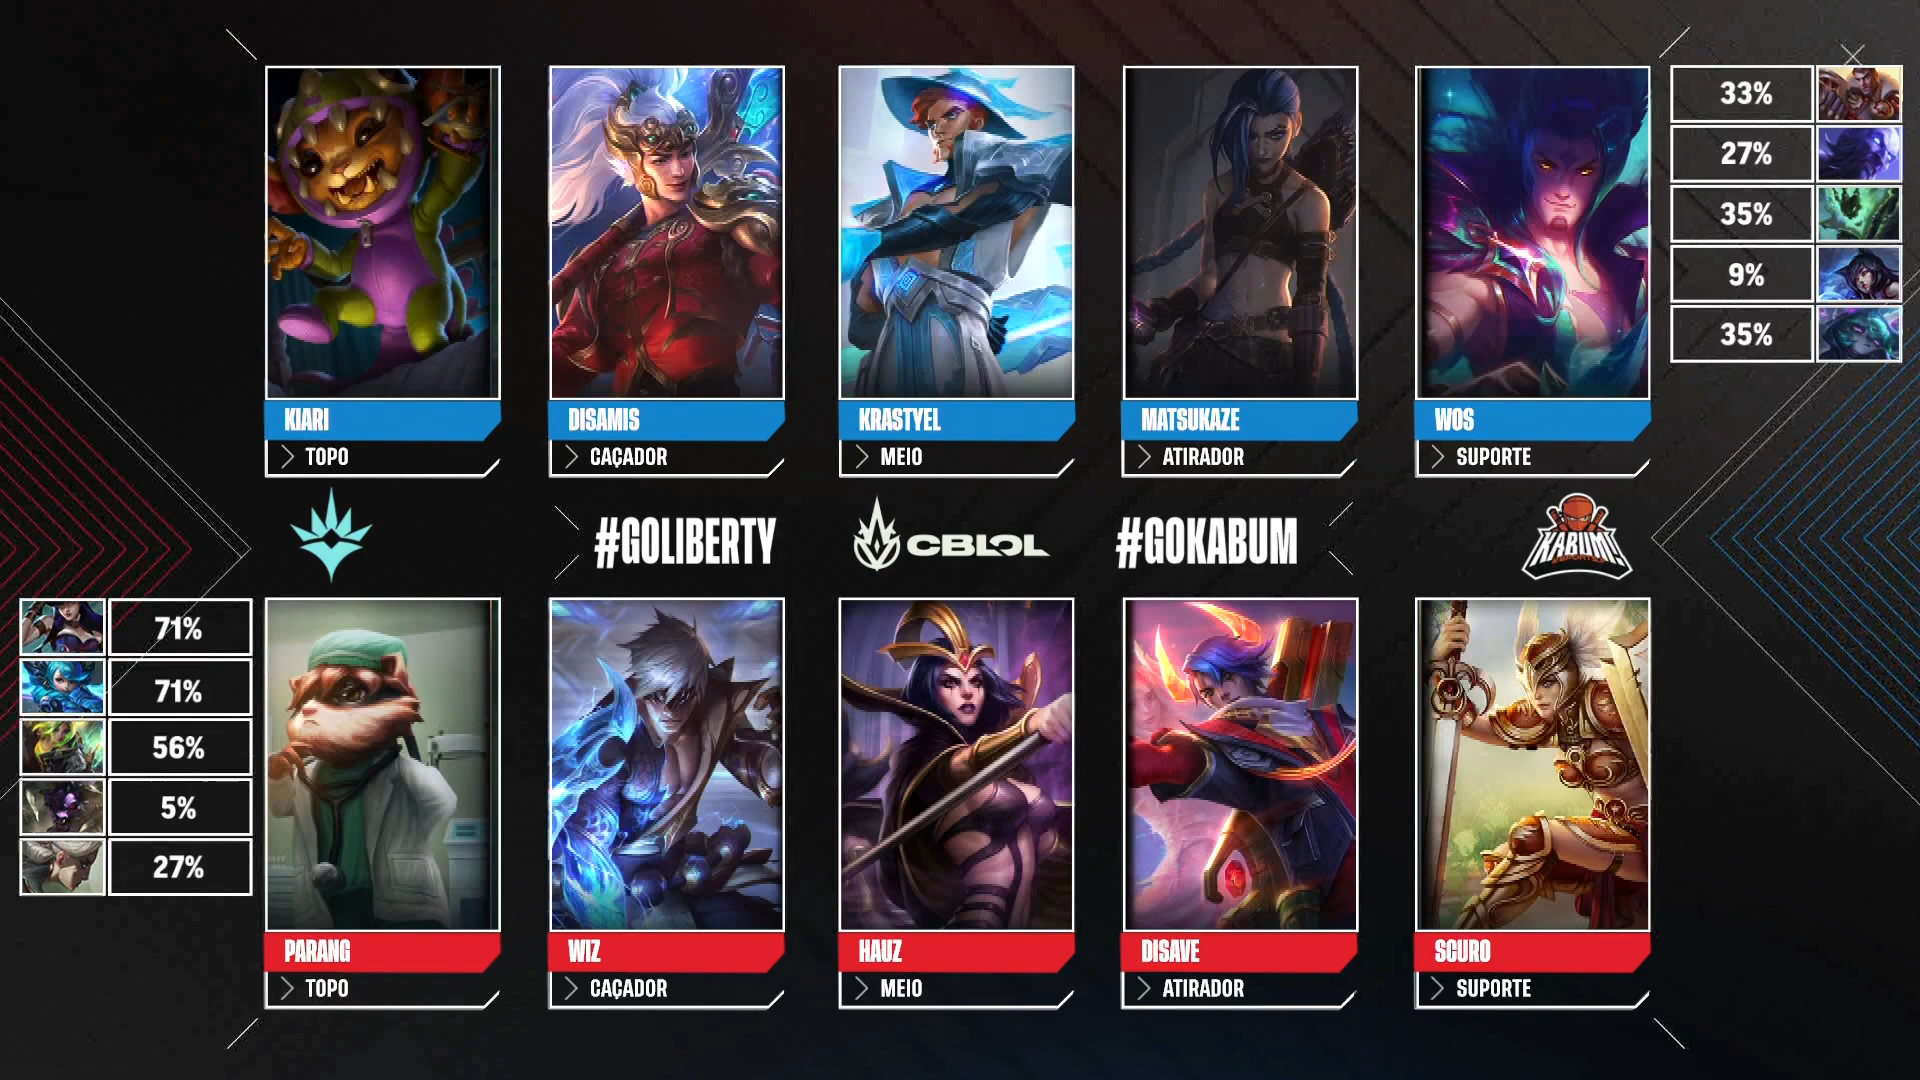 33%
27%
35%
9%
35%
KIARI
DISAMIS
KRASTYEL
MATSUKAZE
WOS
TOPO
CAÇADOR
MEIO
ATIRADOR
SUPORTE
#GOLIBERTY
CBLOL
#GOKABUM
KABUM!
71%
71%
56%
5%
27%
PARANG
WIZ
HAUZ
DISAVE
SCURO
TOPO
CAÇADOR
MEIO
ATIRADOR
SUPORTE